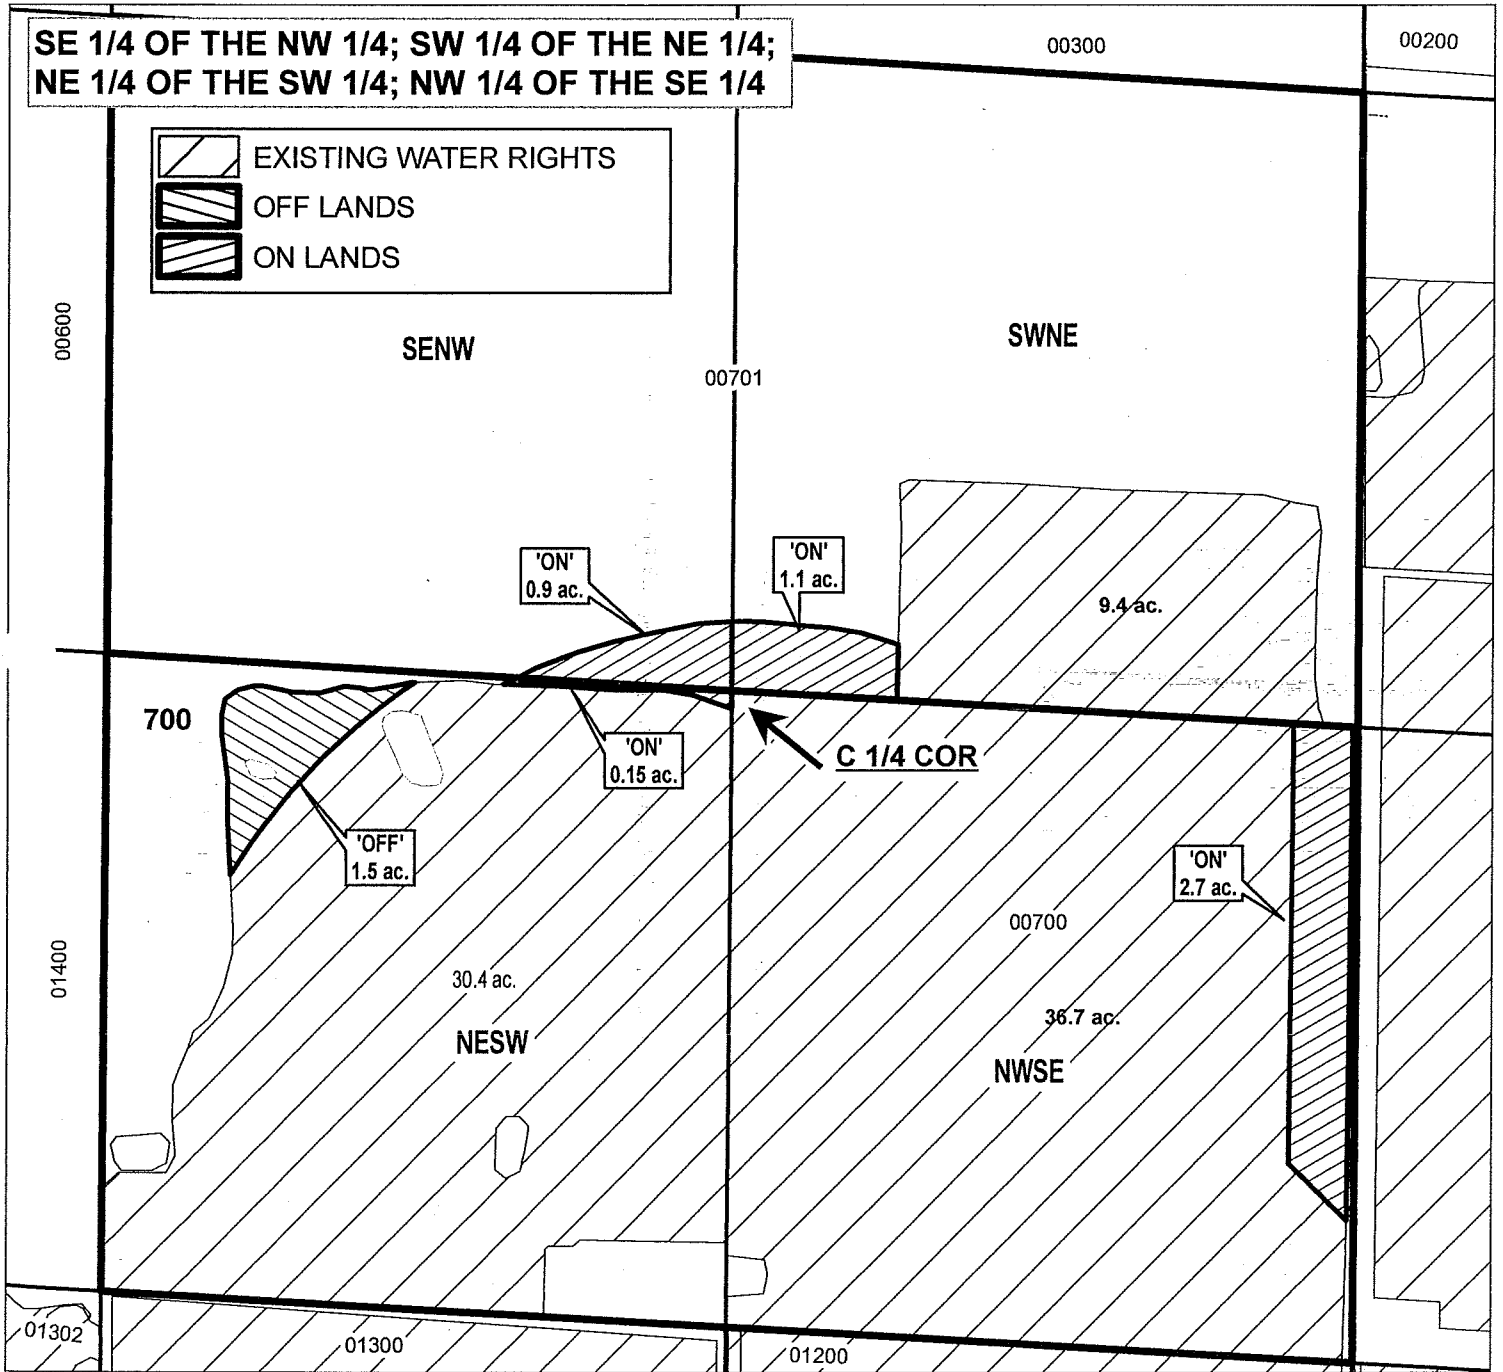 SE 1/4 OF THE NW 1/4; SW 1/4 OF THE NE 1/4;
NE 1/4 OF THE SW 1/4; NW 1/4 OF THE SE 1/4
00300
00200
EXISTING WATER RIGHTS
OFF LANDS
ON LANDS
00600
SENW
SWNE
00701
'ON'
0.9 ac.
'ON'
1.1 ac.
9.4 ac.
700
'ON'
0.15 ac.
C 1/4 COR
'OFF'
1.5 ac.
'ON'
2.7 ac.
00700
01400
30.4 ac.
36.7 ac.
NESW
NWSE
01302
01300
01200